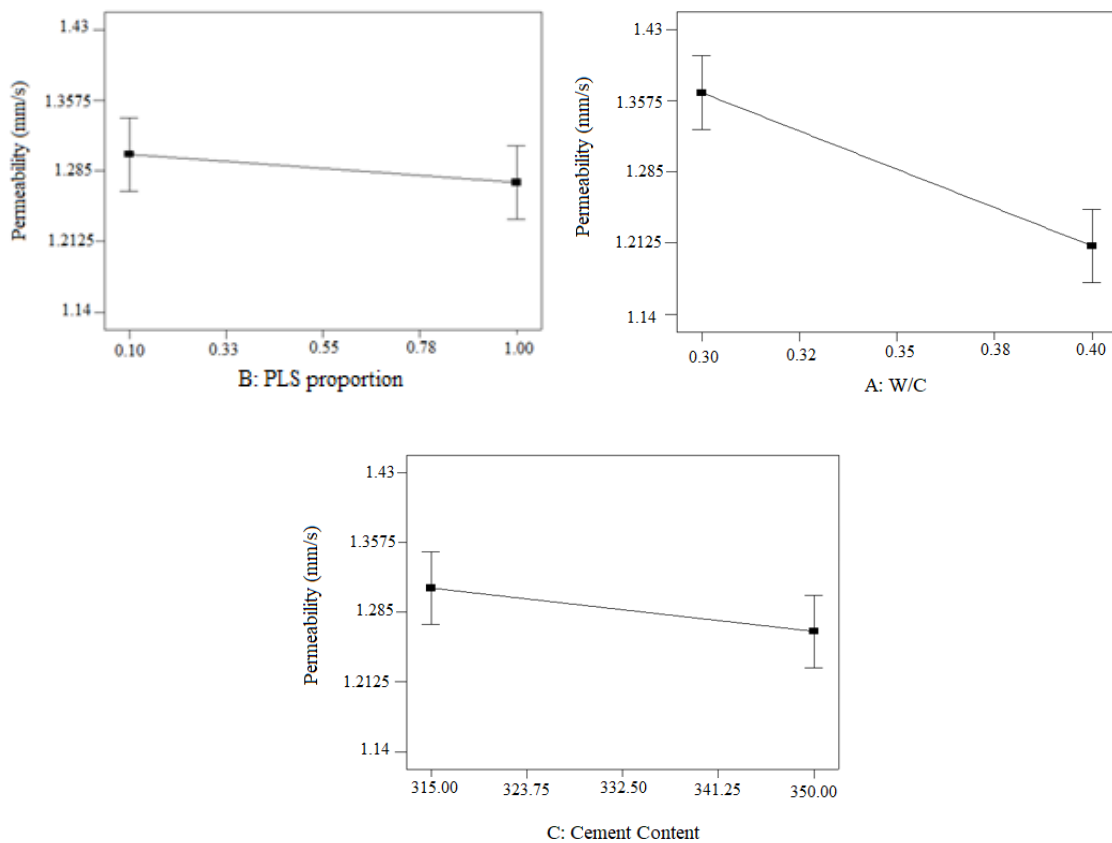 Permeability (mm/s)
1.43
1.3575
1.285
1.2125
1.14
0.10 0.33 0.55 0.78 1.00
B: PLS proportion
Permeability (mm/s)
1.43
1.3575
1.285
1.2125
1.14
0.30 0.32 0.35 0.38 0.40
A: W/C
Permeability (mm/s)
1.43
1.3575
1.285
1.2125
1.14
315.00 323.75 332.50 341.25 350.00
C: Cement Content